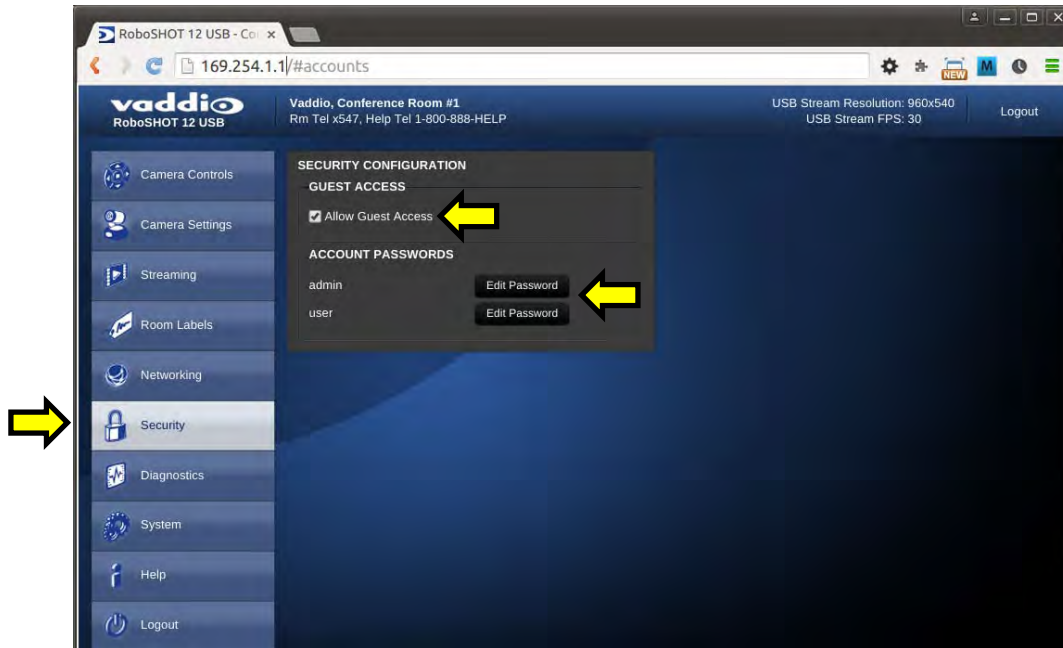 RoboSHOT 12 USB - Co
169.254.1.1/#accounts
NEW
M
vaddio
RoboSHOT 12 USB
Vaddio, Conference Room #1
Rm Tel x547, Help Tel 1-800-888-HELP
USB Stream Resolution: 960x540
USB Stream FPS: 30
Logout
Camera Controls
Camera Settings
Streaming
Room Labels
Networking
Security
Diagnostics
System
Help
Logout
SECURITY CONFIGURATION
GUEST ACCESS
Allow Guest Access
ACCOUNT PASSWORDS
admin Edit Password
user Edit Password